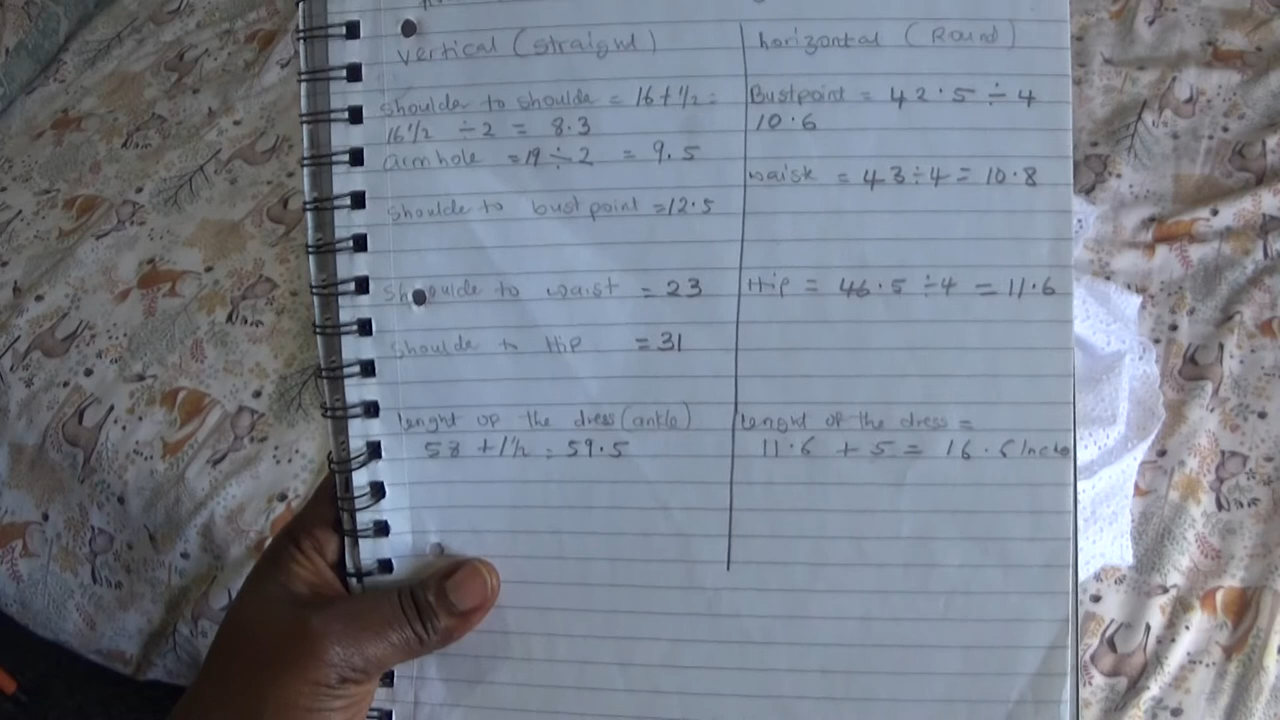 vertical (straignt)
shoulde to shoulde = 16 + 1/2 =
16 1/2 ÷ 2 = 8.3
armhole = 19 ÷ 2 = 9.5
shoulde to bust point = 12.5
shoulde to waist = 23
shoulde to Hip = 31
lenght of the dress (ankle)
58 + 1 1/2 = 59.5
horizontal (Round)
Bustpoint = 42.5 ÷ 4
10.6
waist = 43 ÷ 4 = 10.8
Hip = 46.5 ÷ 4 = 11.6
lenght of the dress =
11.6 + 5 = 16.6